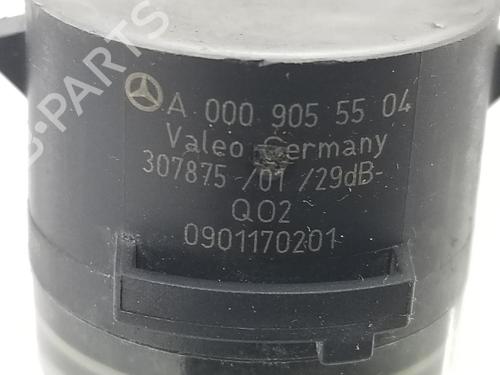 A 000 905 55 04
Valeo Germany
307875 /01 /29dB-
Q02
0901170201
B-PARTS